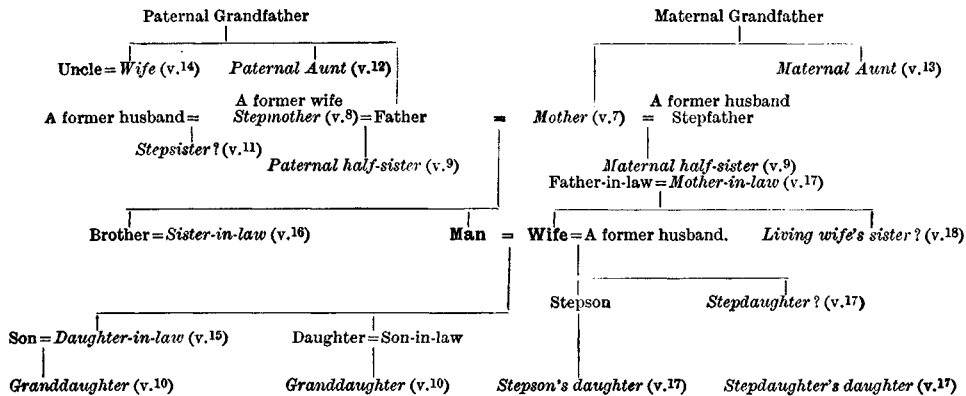 Paternal Grandfather Maternal Grandfather
Uncle = Wife (v.14) Paternal Aunt (v.12) Maternal Aunt (v.13)
A former wife A former husband
A former husband = Stepmother (v.8) = Father = Mother (v.7) = Stepfather
Stepsister? (v.11)
Paternal half-sister (v.9) Maternal half-sister (v.9)
Father-in-law = Mother-in-law (v.17)
Brother = Sister-in-law (v.16) Man = Wife = A former husband. Living wife's sister? (v.18)
Stepson Stepdaughter? (v.17)
Son = Daughter-in-law (v.15) Daughter = Son-in-law
Granddaughter (v.10) Granddaughter (v.10) Stepson's daughter (v.17) Stepdaughter's daughter (v.17)